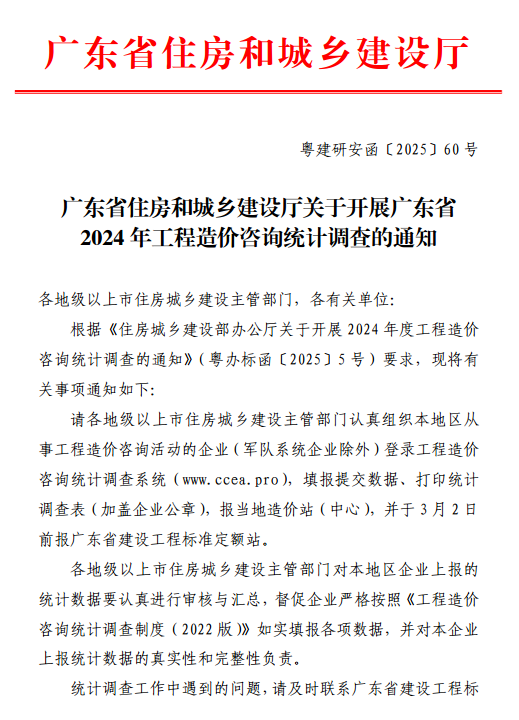 广东省住房和城乡建设厅
粤建研安函〔2025〕60号
广东省住房和城乡建设厅关于开展广东省
2024年工程造价咨询统计调查的通知
各地级以上市住房城乡建设主管部门，各有关单位：
根据《住房城乡建设部办公厅关于开展2024年度工程造价
咨询统计调查的通知》（粤办标函〔2025〕5号）要求，现将有
关事项通知如下：
请各地级以上市住房城乡建设主管部门认真组织本地区从
事工程造价咨询活动的企业（军队系统企业除外）登录工程造价
咨询统计调查系统（www.ccea.pro），填报提交数据、打印统计
调查表（加盖企业公章），报当地造价站（中心），并于3月2日
前报广东省建设工程标准定额站。
各地级以上市住房城乡建设主管部门对本地区企业上报的
统计数据要认真进行审核与汇总，督促企业严格按照《工程造价
咨询统计调查制度（2022版）》如实填报各项数据，并对本企业
上报统计数据的真实性和完整性负责。
统计调查工作中遇到的问题，请及时联系广东省建设工程标